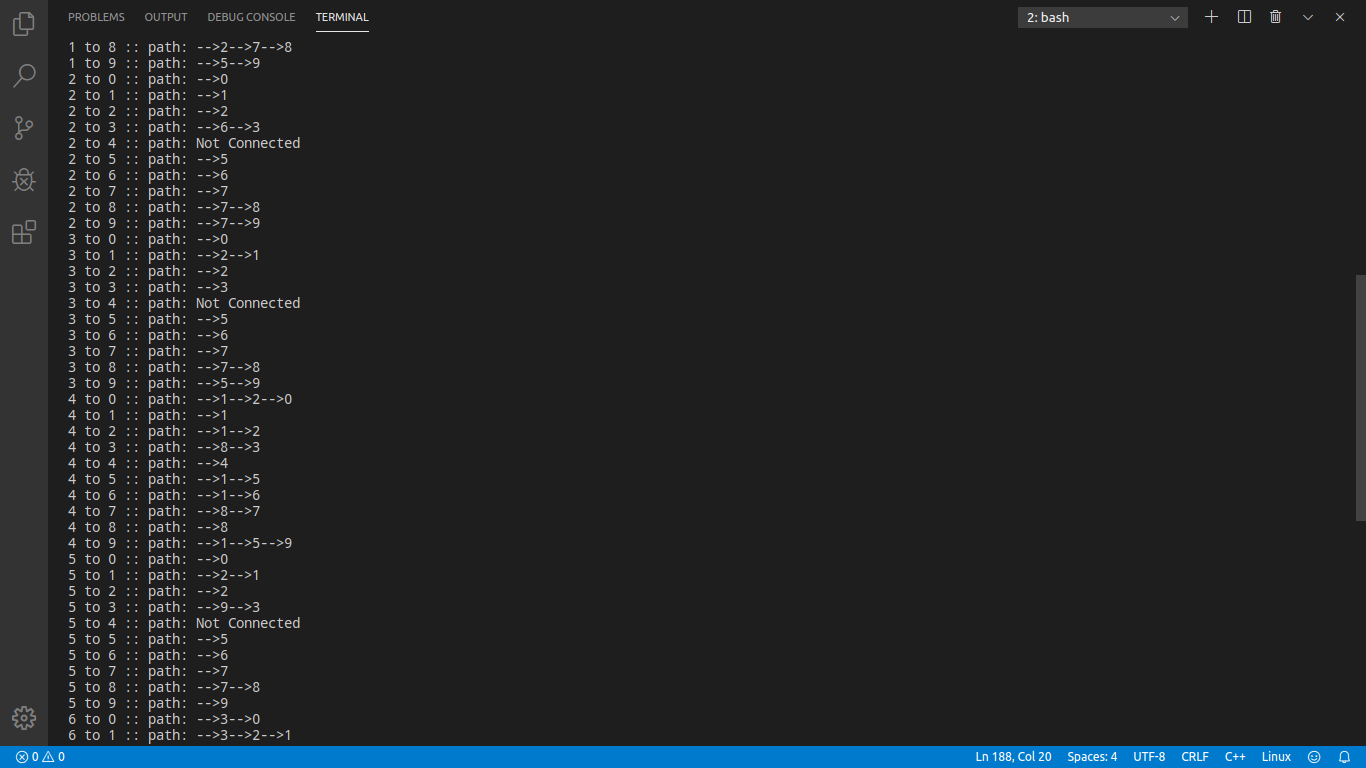 PROBLEMS OUTPUT DEBUG CONSOLE TERMINAL 2: bash
1 to 8 :: path: -->2-->7-->8
1 to 9 :: path: -->5-->9
2 to 0 :: path: -->0
2 to 1 :: path: -->1
2 to 2 :: path: -->2
2 to 3 :: path: -->6-->3
2 to 4 :: path: Not Connected
2 to 5 :: path: -->5
2 to 6 :: path: -->6
2 to 7 :: path: -->7
2 to 8 :: path: -->7-->8
2 to 9 :: path: -->7-->9
3 to 0 :: path: -->0
3 to 1 :: path: -->2-->1
3 to 2 :: path: -->2
3 to 3 :: path: -->3
3 to 4 :: path: Not Connected
3 to 5 :: path: -->5
3 to 6 :: path: -->6
3 to 7 :: path: -->7
3 to 8 :: path: -->7-->8
3 to 9 :: path: -->5-->9
4 to 0 :: path: -->1-->2-->0
4 to 1 :: path: -->1
4 to 2 :: path: -->1-->2
4 to 3 :: path: -->8-->3
4 to 4 :: path: -->4
4 to 5 :: path: -->1-->5
4 to 6 :: path: -->1-->6
4 to 7 :: path: -->8-->7
4 to 8 :: path: -->8
4 to 9 :: path: -->1-->5-->9
5 to 0 :: path: -->0
5 to 1 :: path: -->2-->1
5 to 2 :: path: -->2
5 to 3 :: path: -->9-->3
5 to 4 :: path: Not Connected
5 to 5 :: path: -->5
5 to 6 :: path: -->6
5 to 7 :: path: -->7
5 to 8 :: path: -->7-->8
5 to 9 :: path: -->9
6 to 0 :: path: -->3-->0
6 to 1 :: path: -->3-->2-->1
0 0 Ln 188, Col 20 Spaces: 4 UTF-8 CRLF C++ Linux